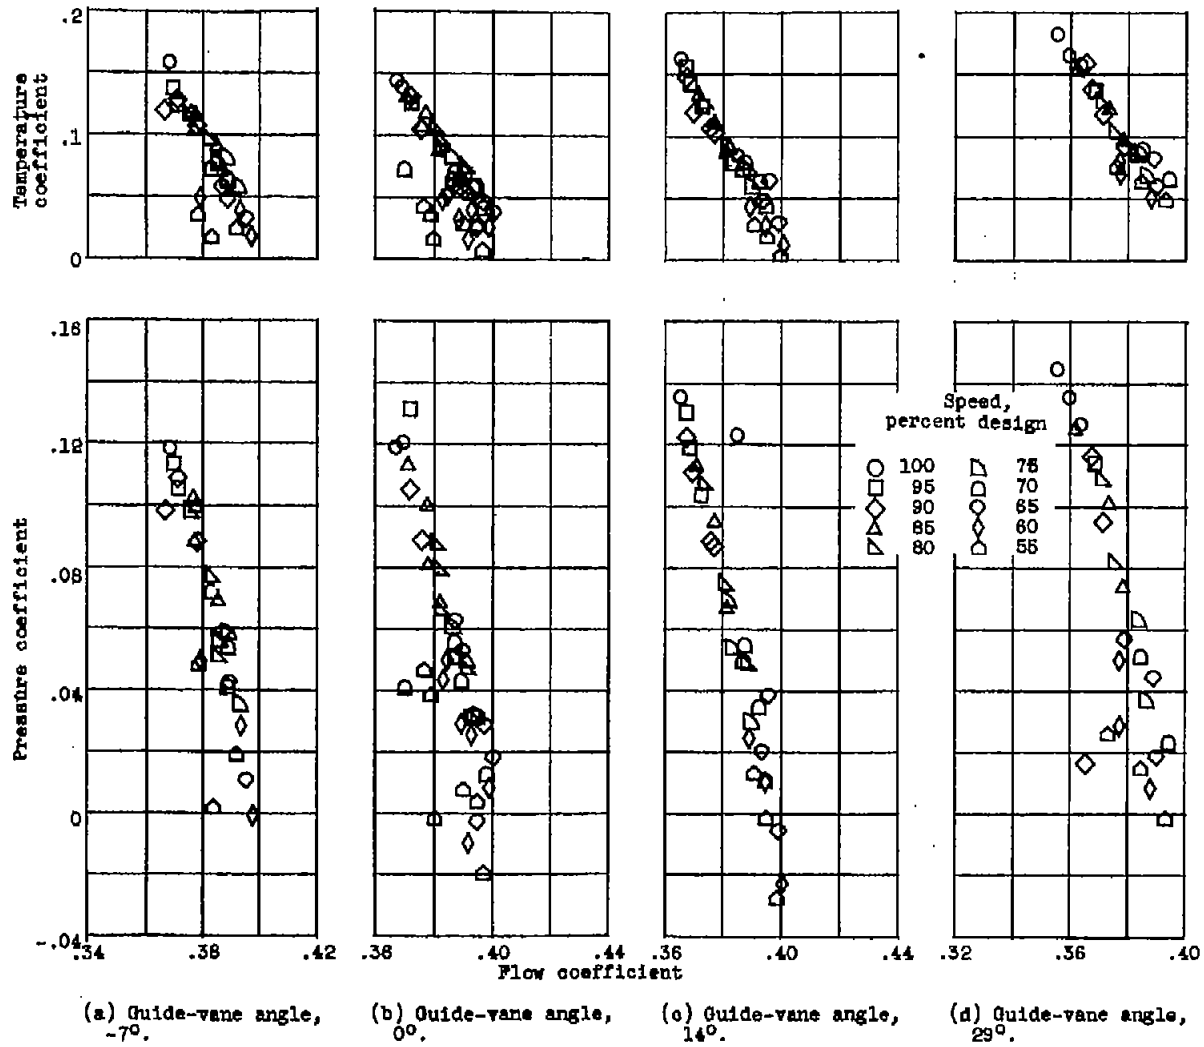 .2
.1
0
Temperature
coefficient
.16
.12
.08
.04
0
-.04
Pressure coefficient
Speed,
percent design
100 75
95 70
90 65
85 60
80 55
.34 .38 .42
.36 .40 .44
.36 .40 .44
.32 .36 .40
Flow coefficient
(a) Guide-vane angle,
-7°.
(b) Guide-vane angle,
0°.
(c) Guide-vane angle,
14°.
(d) Guide-vane angle,
29°.